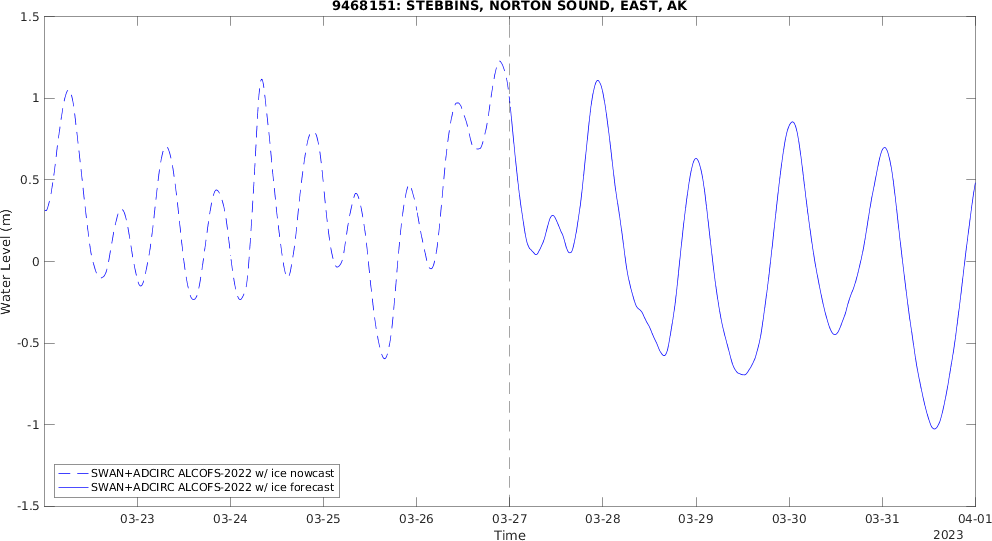 9468151: STEBBINS, NORTON SOUND, EAST, AK
1.5
1
0.5
0
-0.5
-1
-1.5
Water Level (m)
SWAN+ADCIRC ALCOFS-2022 w/ ice nowcast
SWAN+ADCIRC ALCOFS-2022 w/ ice forecast
03-23 03-24 03-25 03-26 03-27 03-28 03-29 03-30 03-31 04-01
Time
2023